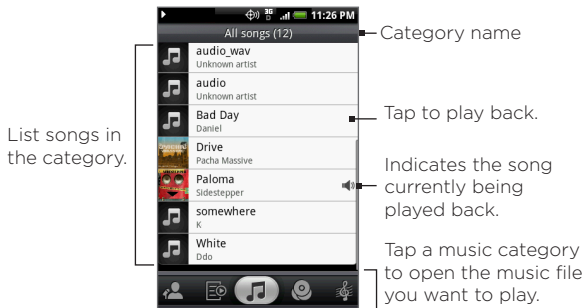 3G
11:26 PM
All songs (12)
Category name
audio_wav
Unknown artist
audio
Unknown artist
Bad Day
Daniel
Tap to play back.
List songs in
the category.
Drive
Pacha Massive
Paloma
Sidestepper
Indicates the song
currently being
played back.
somewhere
K
White
Ddo
Tap a music category
to open the music file
you want to play.